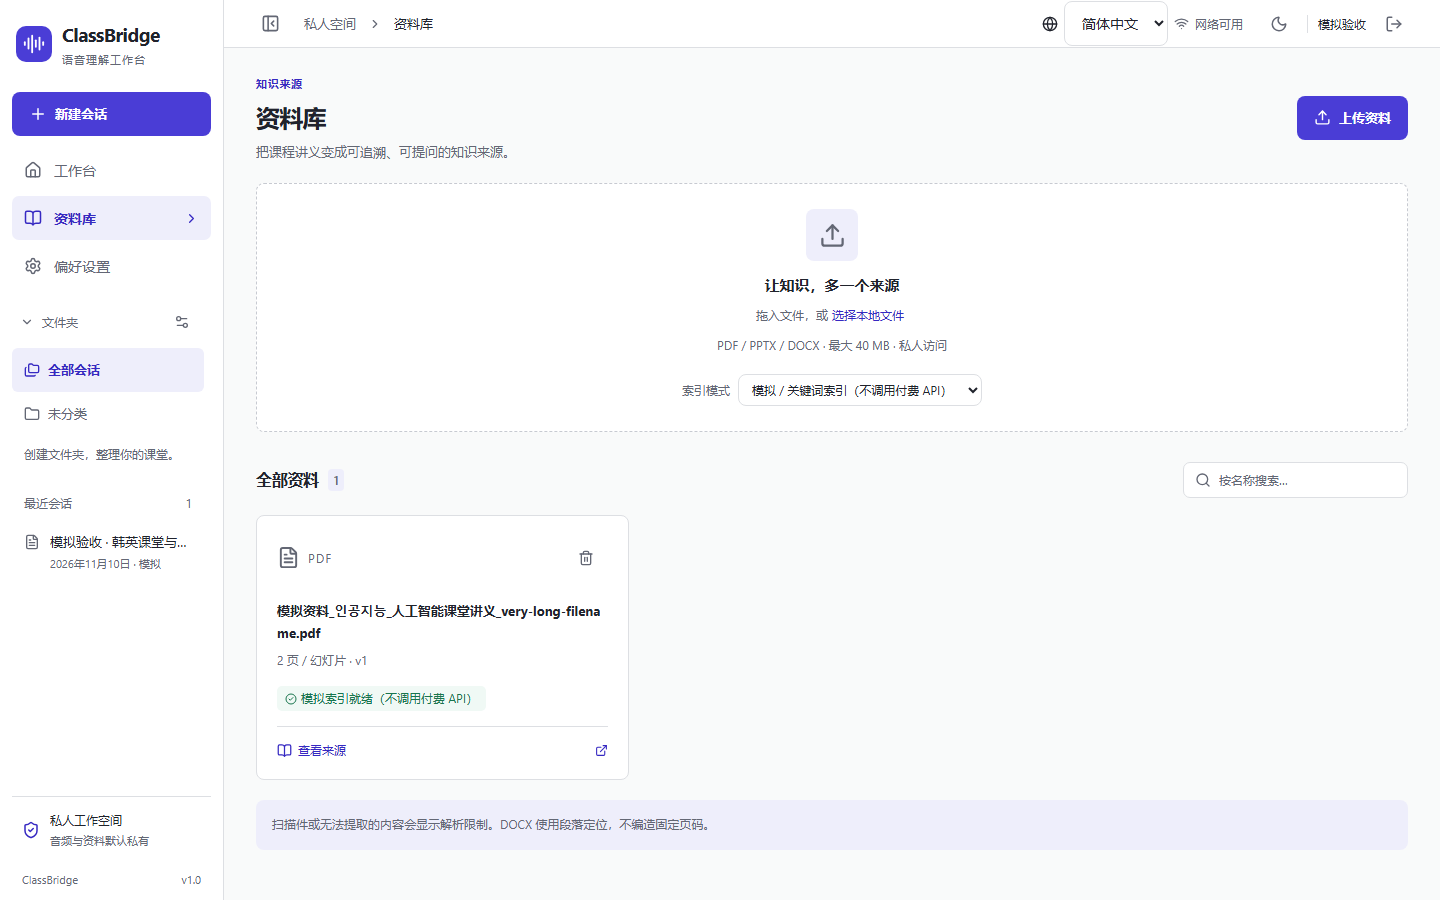 ClassBridge
语音理解工作台
新建会话
工作台
资料库
偏好设置
文件夹
全部会话
未分类
创建文件夹，整理你的课堂。
最近会话 1
模拟验收 · 韩英课堂与...
2026年11月10日 · 模拟
私人工作空间
音频与资料默认私有
ClassBridge v1.0
私人空间 资料库
简体中文 网络可用 模拟验收
知识来源
资料库
把课程讲义变成可追溯、可提问的知识来源。
上传资料
让知识，多一个来源
拖入文件，或 选择本地文件
PDF / PPTX / DOCX · 最大 40 MB · 私人访问
索引模式 模拟 / 关键词索引（不调用付费 API）
全部资料 1
按名称搜索...
PDF
模拟资料_인공지능_人工智能课堂讲义_very-long-filena
me.pdf
2 页 / 幻灯片 · v1
模拟索引就绪（不调用付费 API）
查看来源
扫描件或无法提取的内容会显示解析限制。DOCX 使用段落定位，不编造固定页码。